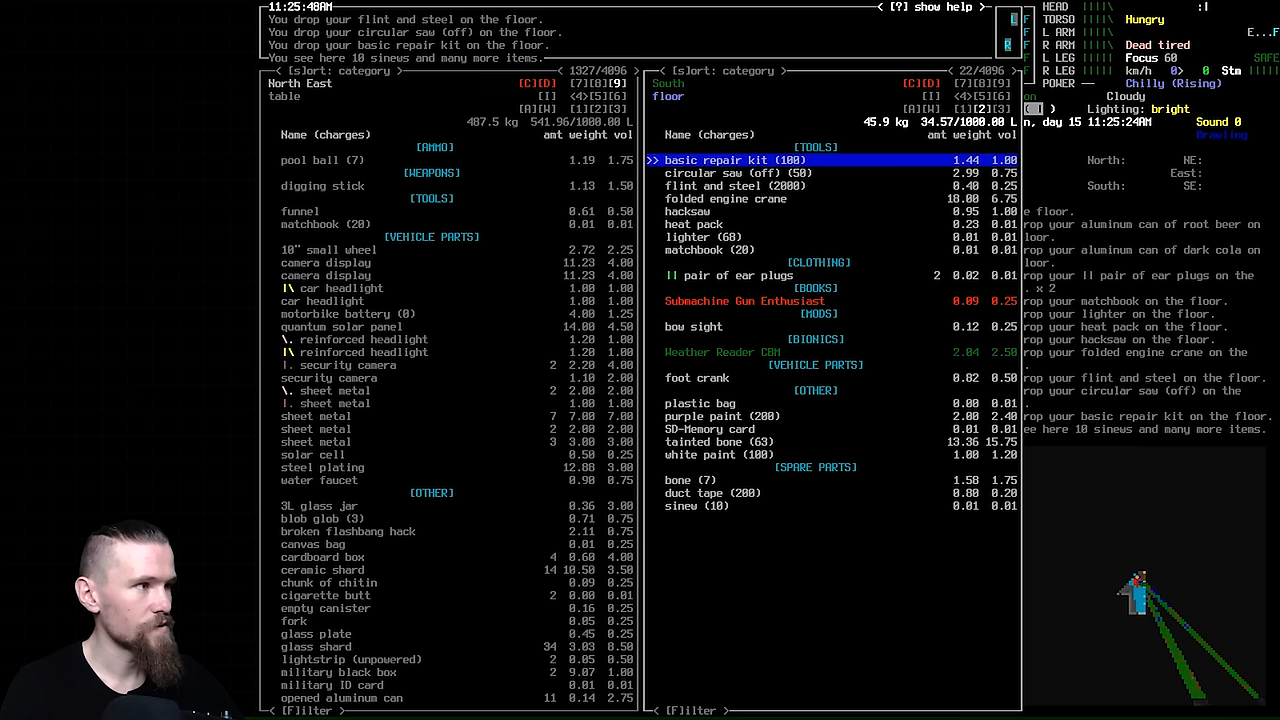 11:25:48AM
< [?] show help >
You drop your flint and steel on the floor.
You drop your circular saw (off) on the floor.
You drop your basic repair kit on the floor.
You see here 10 sinews and many more items.
L F
R F
HEAD :|
TORSO Hungry
L ARM E...F
R ARM Dead tired
L LEG Focus 60 SAFE
R LEG km/h 0> 0 Stm
POWER -- Chilly (Rising)
on Cloudy
Lighting: bright
n, day 15 11:25:24AM Sound 0
Brawling
North: NE:
East:
South: SE:
< [s]ort: category > < 1327/4096 >
North East [C][D] [7][8][9]
table [I] <4>[5][6]
[A][W] [1][2][3]
487.5 kg 541.96/1000.00 L
Name (charges) amt weight vol
[AMMO]
pool ball (7) 1.19 1.75
[WEAPONS]
digging stick 1.13 1.50
[TOOLS]
funnel 0.61 0.50
matchbook (20) 0.01 0.01
[VEHICLE PARTS]
10" small wheel 2.72 2.25
camera display 11.23 4.00
camera display 11.23 4.00
|\ car headlight 1.00 1.00
car headlight 1.00 1.00
motorbike battery (0) 4.00 1.25
quantum solar panel 14.00 4.50
\. reinforced headlight 1.20 1.00
|\ reinforced headlight 1.20 1.00
|. security camera 2 2.20 4.00
security camera 1.10 2.00
\. sheet metal 2 2.00 2.00
|. sheet metal 1.00 1.00
sheet metal 7 7.00 7.00
sheet metal 2 2.00 2.00
sheet metal 3 3.00 3.00
solar cell 0.50 0.25
steel plating 12.88 3.00
water faucet 0.90 0.75
[OTHER]
3L glass jar 0.36 3.00
blob glob (3) 0.71 0.75
broken flashbang hack 2.11 0.75
canvas bag 0.01 0.25
cardboard box 4 0.60 4.00
ceramic shard 14 10.50 3.50
chunk of chitin 0.09 0.25
cigarette butt 2 0.00 0.01
empty canister 0.16 0.25
fork 0.05 0.25
glass plate 0.45 0.25
glass shard 34 3.03 0.50
lightstrip (unpowered) 2 0.05 0.50
military black box 2 9.07 1.00
military ID card 0.01 0.01
opened aluminum can 11 0.14 2.75
< [F]ilter >
< [s]ort: category > < 22/4096 >
South [C][D] [7][8][9]
floor [I] <4>[5][6]
[A][W] [1][2][3]
45.9 kg 34.57/1000.00 L
Name (charges) amt weight vol
[TOOLS]
>> basic repair kit (100) 1.44 1.00
circular saw (off) (50) 2.99 0.75
flint and steel (2000) 0.40 0.25
folded engine crane 18.00 6.75
hacksaw 0.95 1.00
heat pack 0.23 0.01
lighter (68) 0.01 0.01
matchbook (20) 0.01 0.01
[CLOTHING]
|| pair of ear plugs 2 0.02 0.01
[BOOKS]
Submachine Gun Enthusiast 0.09 0.25
[MODS]
bow sight 0.12 0.25
[BIONICS]
Weather Reader CBM 2.04 2.50
[VEHICLE PARTS]
foot crank 0.82 0.50
[OTHER]
plastic bag 0.00 0.01
purple paint (200) 2.00 2.40
SD-Memory card 0.01 0.01
tainted bone (63) 13.36 15.75
white paint (100) 1.00 1.20
[SPARE PARTS]
bone (7) 1.58 1.75
duct tape (200) 0.80 0.20
sinew (10) 0.01 0.01
< [F]ilter >
e floor.
rop your aluminum can of root beer on
loor.
rop your aluminum can of dark cola on
loor.
rop your || pair of ear plugs on the
. x 2
rop your matchbook on the floor.
rop your lighter on the floor.
rop your heat pack on the floor.
rop your hacksaw on the floor.
rop your folded engine crane on the
.
rop your flint and steel on the floor.
rop your circular saw (off) on the
.
rop your basic repair kit on the floor.
ee here 10 sinews and many more items.